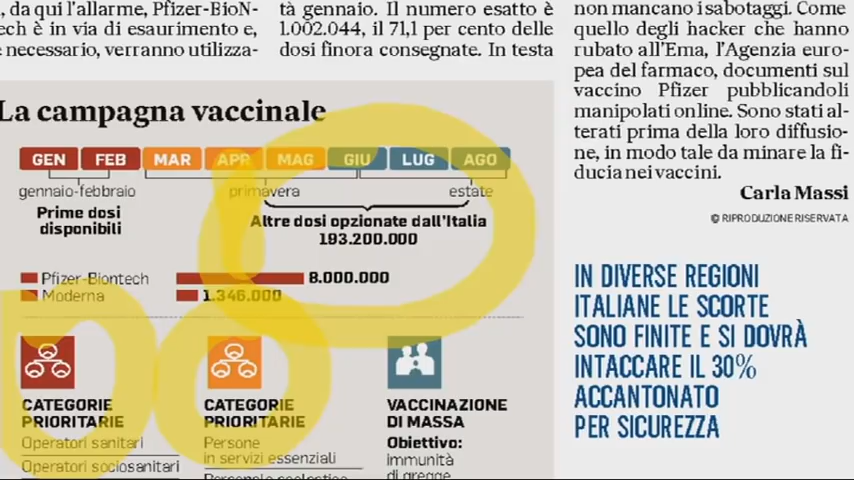 , da qui l'allarme, Pfizer-BioN-
ech è in via di esaurimento e,
e necessario, verranno utilizza-
tà gennaio. Il numero esatto è
1.002.044, il 71,1 per cento delle
dosi finora consegnate. In testa
non mancano i sabotaggi. Come
quello degli hacker che hanno
rubato all'Ema, l'Agenzia euro-
pea del farmaco, documenti sul
vaccino Pfizer pubblicandoli
manipolati online. Sono stati al-
terati prima della loro diffusio-
ne, in modo tale da minare la fi-
ducia nei vaccini.
Carla Massi
© RIPRODUZIONE RISERVATA
La campagna vaccinale
GEN FEB MAR APR MAG GIU LUG AGO
gennaio-febbraio primavera estate
Prime dosi
disponibili
Altre dosi opzionate dall'Italia
193.200.000
Pfizer-Biontech 8.000.000
Moderna 1.346.000
CATEGORIE
PRIORITARIE
Operatori sanitari
Operatori sociosanitari
CATEGORIE
PRIORITARIE
Persone
in servizi essenziali
Personale scolastico
VACCINAZIONE
DI MASSA
Obiettivo:
immunità
di gregge
IN DIVERSE REGIONI
ITALIANE LE SCORTE
SONO FINITE E SI DOVRÀ
INTACCARE IL 30%
ACCANTONATO
PER SICUREZZA